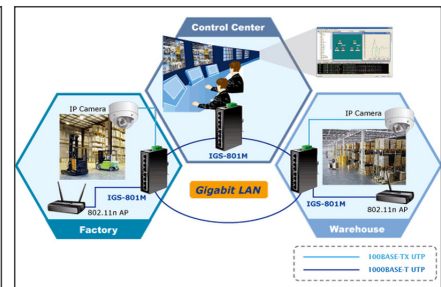 Control Center
IP Camera
IGS-801M
IP Camera
IGS-801M
Gigabit LAN
IGS-801M
802.11n AP
802.11n AP
Factory
Warehouse
100BASE-TX UTP
1000BASE-T UTP